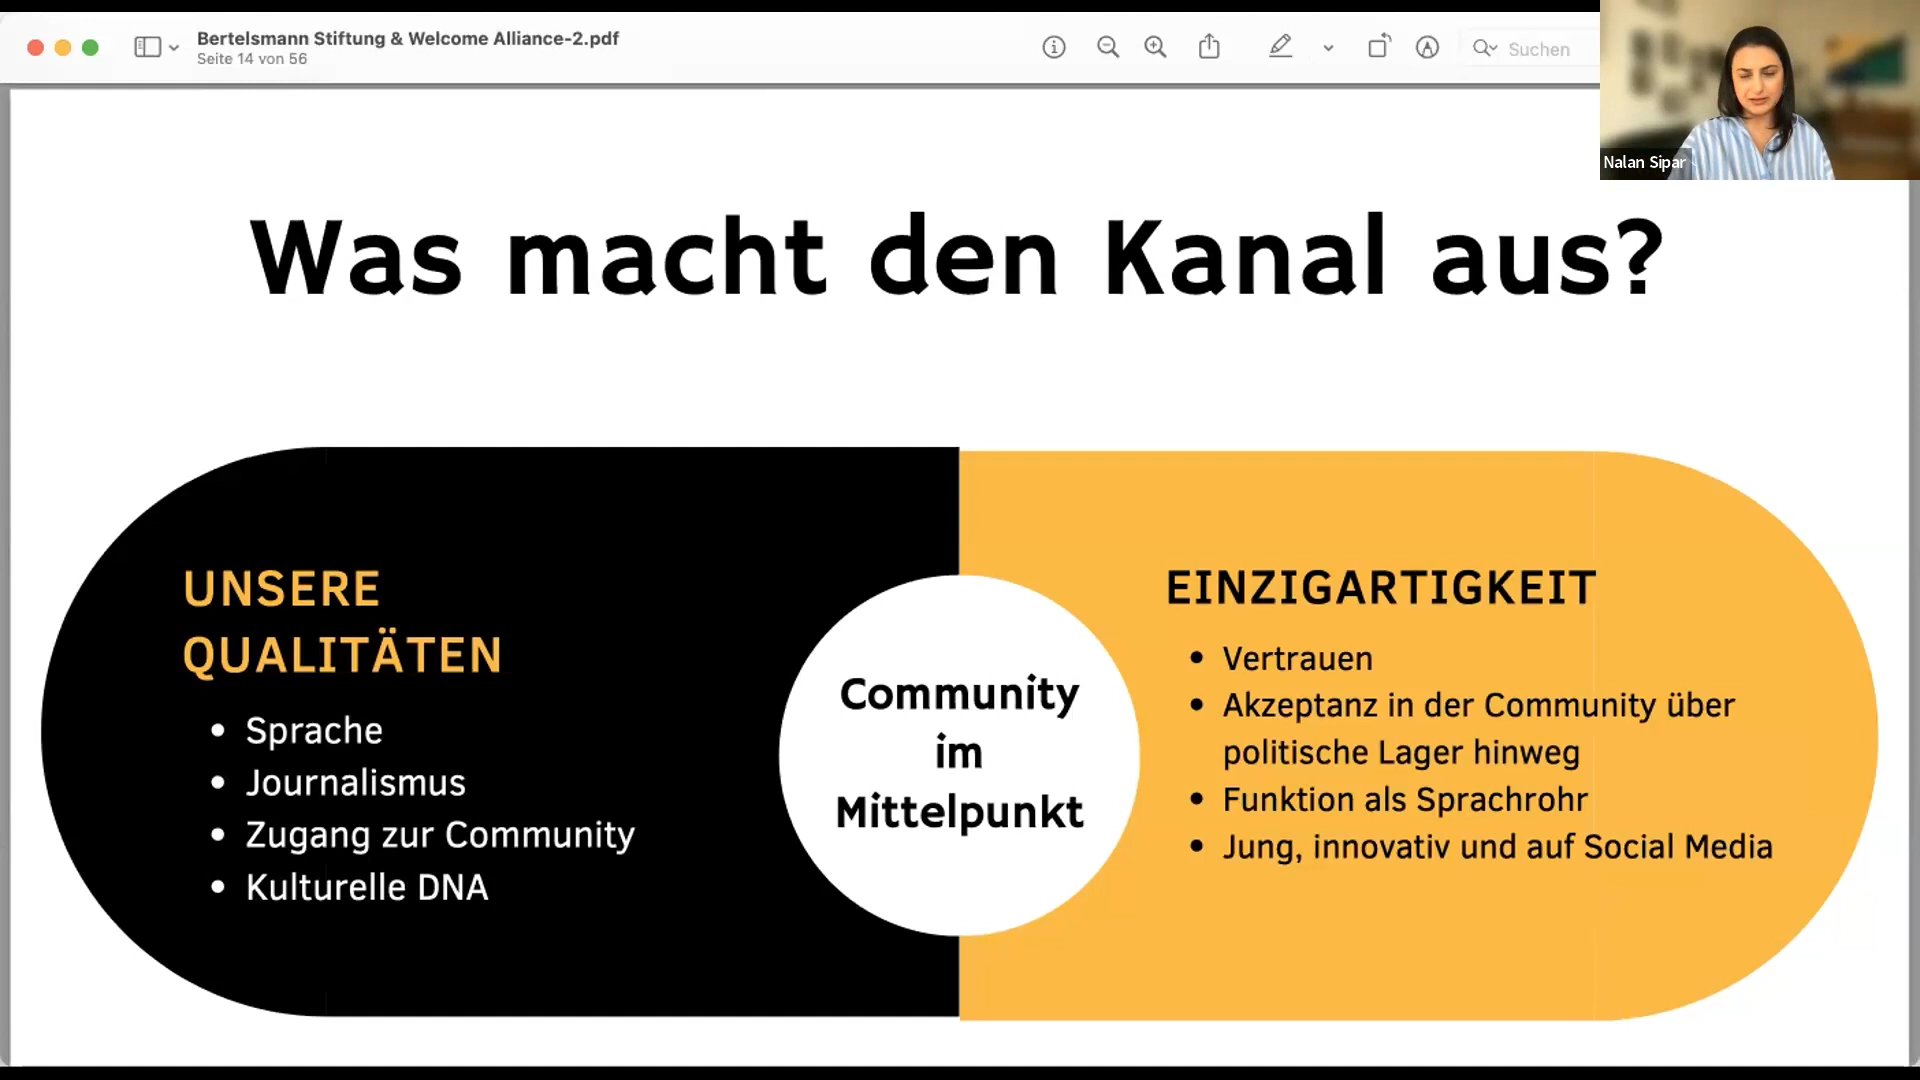 Bertelsmann Stiftung & Welcome Alliance-2.pdf
Seite 14 von 56
Suchen
Nalan Sipar
Was macht den Kanal aus?
UNSERE
QUALITÄTEN
• Sprache
• Journalismus
• Zugang zur Community
• Kulturelle DNA
Community
im
Mittelpunkt
EINZIGARTIGKEIT
• Vertrauen
• Akzeptanz in der Community über
politische Lager hinweg
• Funktion als Sprachrohr
• Jung, innovativ und auf Social Media